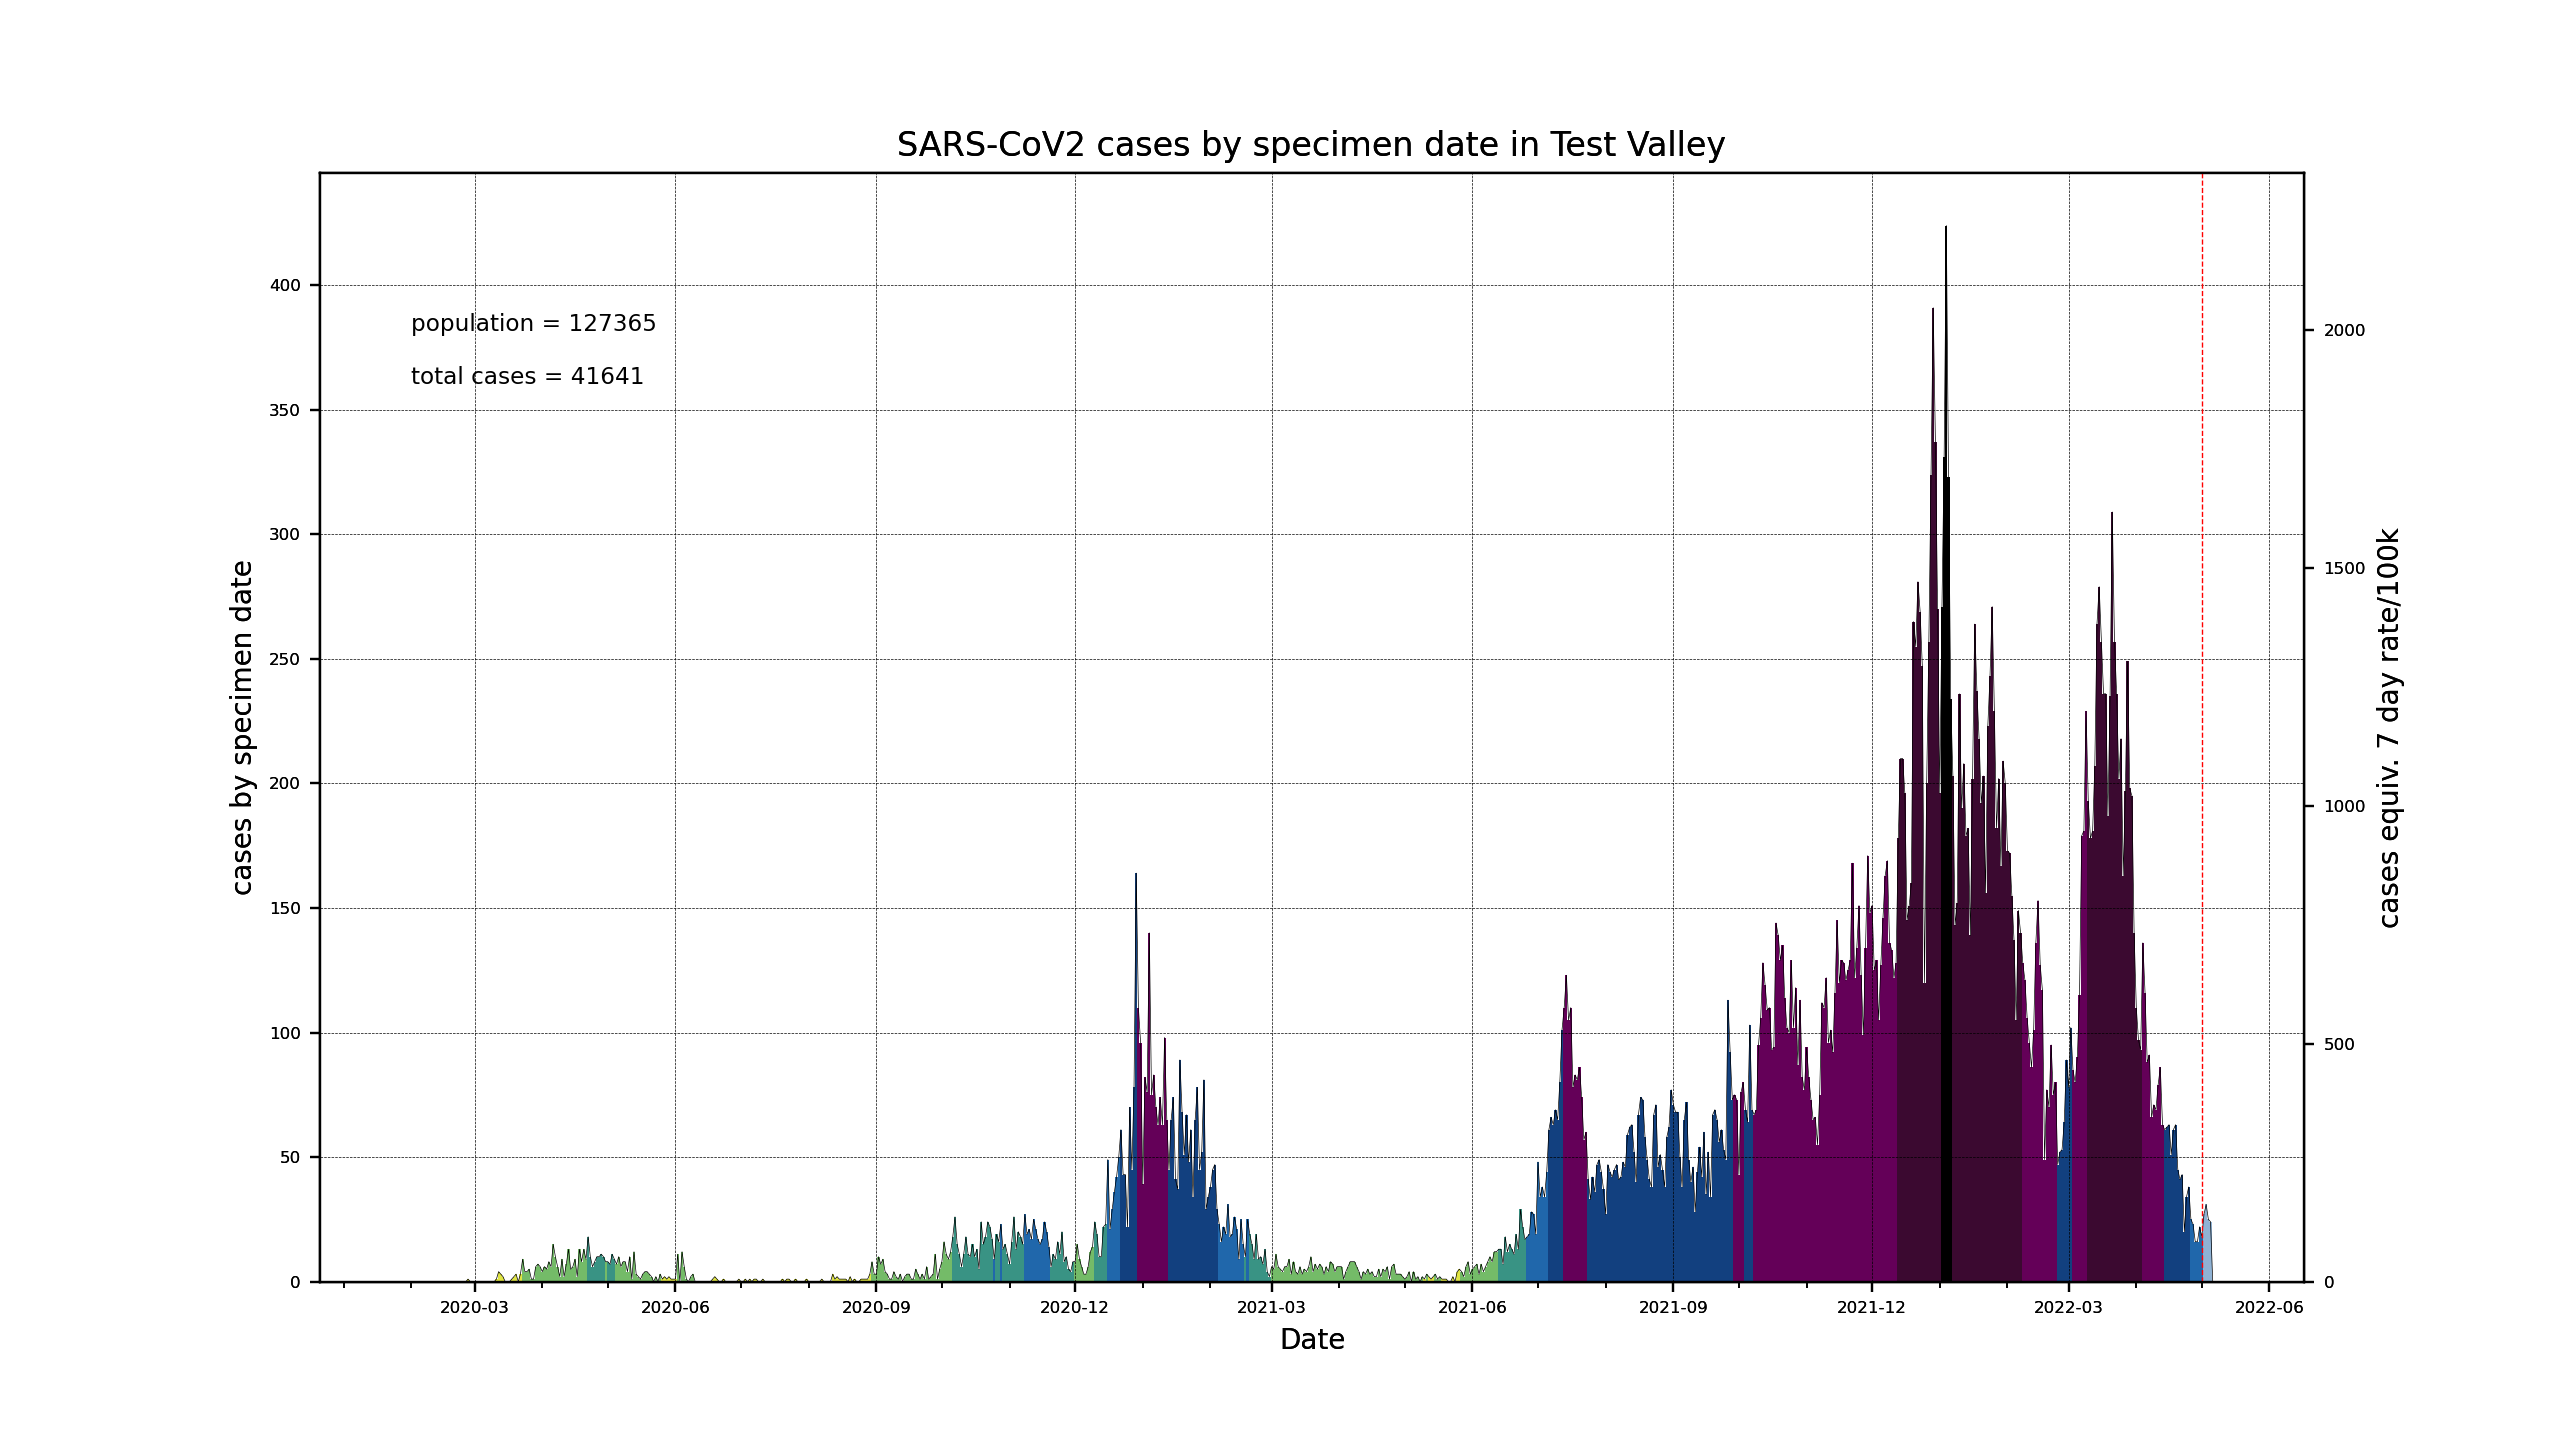 SARS-CoV2 cases by specimen date in Test Valley
population = 127365
total cases = 41641
cases by specimen date
400
350
300
250
200
150
100
50
0
2000
1500
1000
500
0
cases equiv. 7 day rate/100k
2020-03 2020-06 2020-09 2020-12 2021-03 2021-06 2021-09 2021-12 2022-03 2022-06
Date